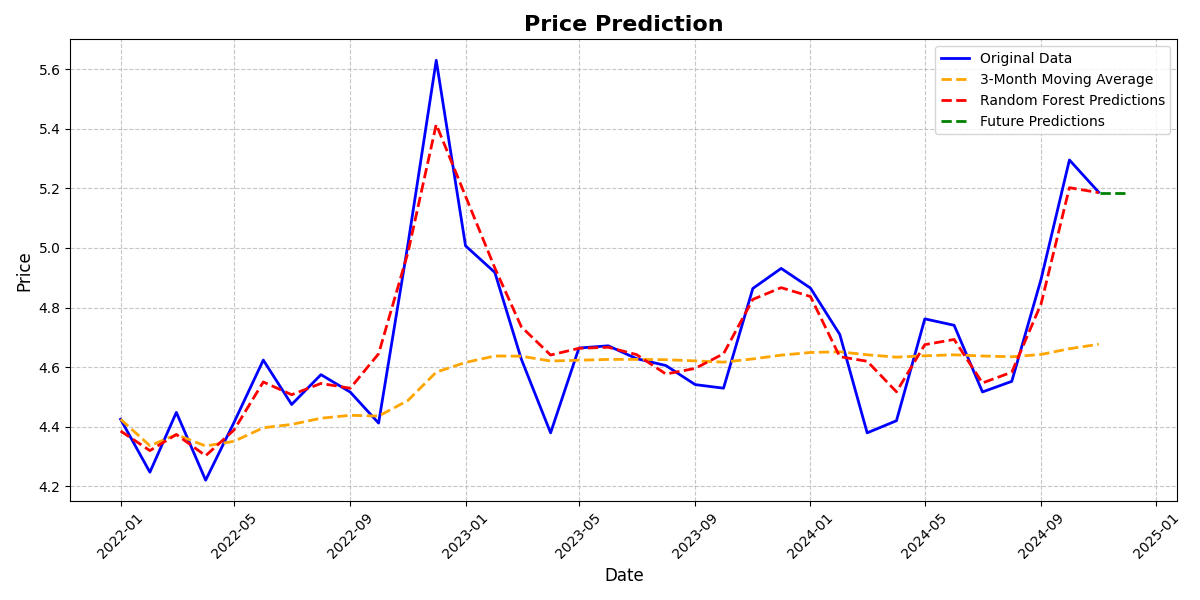 Price Prediction
Original Data
3-Month Moving Average
Random Forest Predictions
Future Predictions
Price
5.6
5.4
5.2
5.0
4.8
4.6
4.4
4.2
2022-01
2022-05
2022-09
2023-01
2023-05
2023-09
2024-01
2024-05
2024-09
2025-01
Date